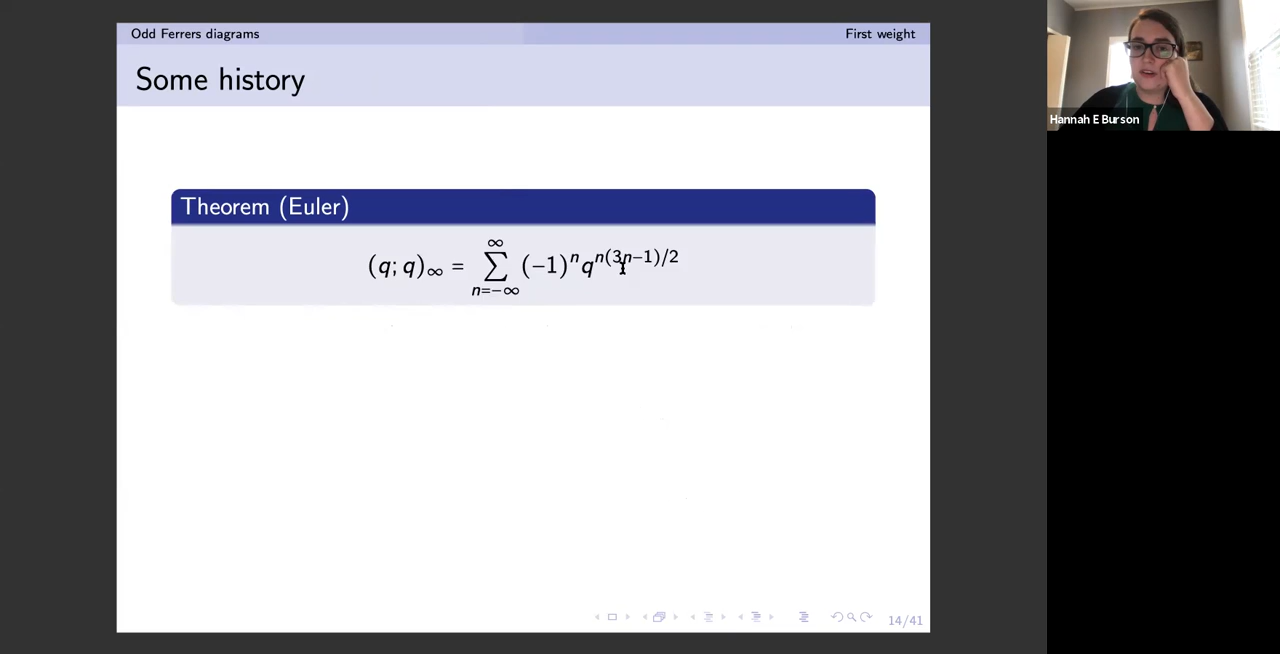 Odd Ferrers diagrams First weight
Some history
Theorem (Euler)
(q; q)∞ = ∑_{n=−∞}^{∞} (−1)^n q^{n(3n−1)/2}
14/41
Hannah E Burson